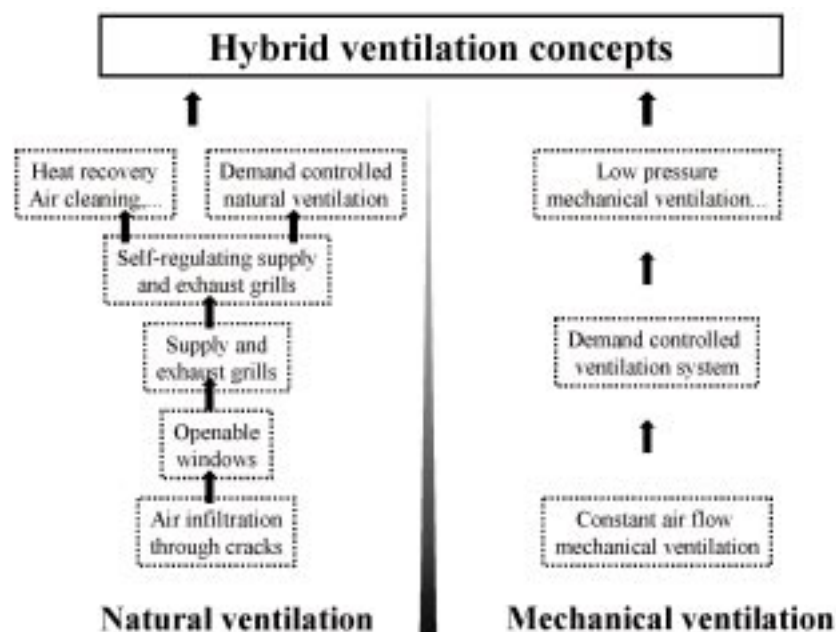 Hybrid ventilation concepts
Heat recovery
Air cleaning,...
Demand controlled
natural ventilation
Self-regulating supply
and exhaust grills
Supply and
exhaust grills
Openable
windows
Air infiltration
through cracks
Natural ventilation
Low pressure
mechanical ventilation...
Demand controlled
ventilation system
Constant air flow
mechanical ventilation
Mechanical ventilation